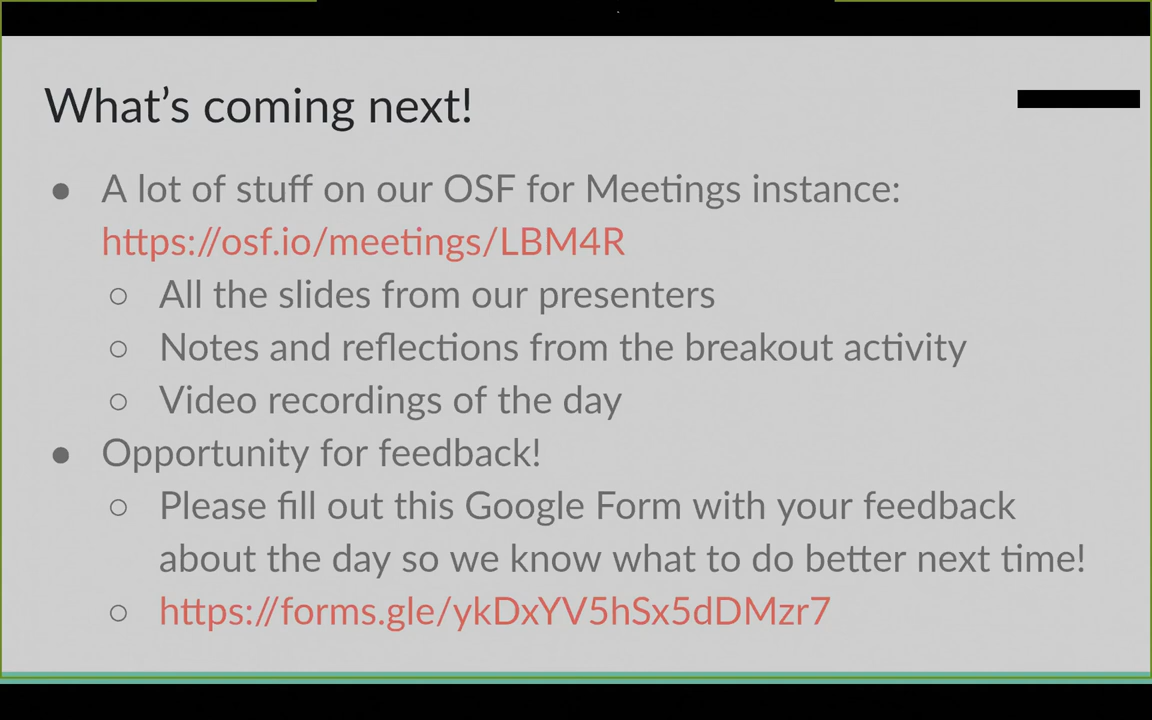 What's coming next!
● A lot of stuff on our OSF for Meetings instance:
https://osf.io/meetings/LBM4R
○ All the slides from our presenters
○ Notes and reflections from the breakout activity
○ Video recordings of the day
● Opportunity for feedback!
○ Please fill out this Google Form with your feedback
about the day so we know what to do better next time!
○ https://forms.gle/ykDxYV5hSx5dDMzr7